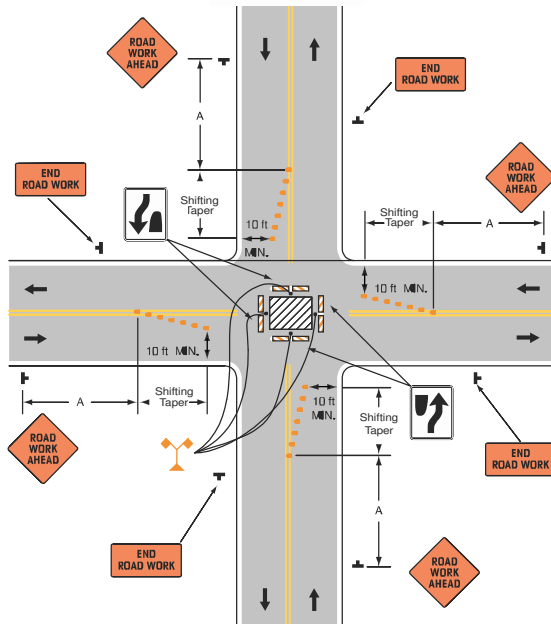 ROAD
WORK
AHEAD
END
ROAD WORK
A
A
ROAD
WORK
AHEAD
END
ROAD WORK
Shifting
Taper
Shifting
Taper
A
10 ft
MIN.
10 ft MIN.
10 ft MIN.
A
Shifting
Taper
10 ft
MIN.
Shifting
Taper
ROAD
WORK
AHEAD
END
ROAD WORK
A
END
ROAD WORK
ROAD
WORK
AHEAD